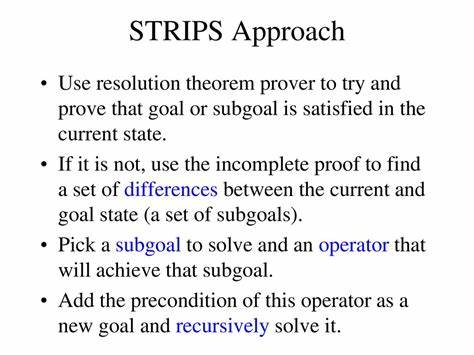 STRIPS Approach
• Use resolution theorem prover to try and
prove that goal or subgoal is satisfied in the
current state.
• If it is not, use the incomplete proof to find
a set of differences between the current and
goal state (a set of subgoals).
• Pick a subgoal to solve and an operator that
will achieve that subgoal.
• Add the precondition of this operator as a
new goal and recursively solve it.